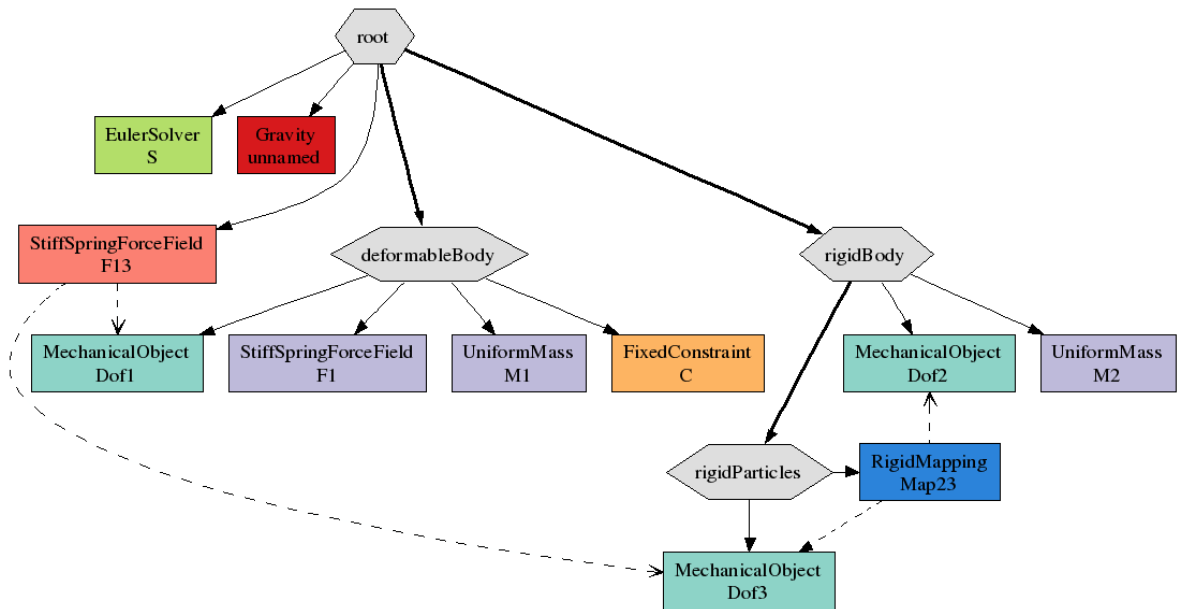 root
EulerSolver
S
Gravity
unnamed
StiffSpringForceField
F13
deformableBody
rigidBody
MechanicalObject
Dof1
StiffSpringForceField
F1
UniformMass
M1
FixedConstraint
C
MechanicalObject
Dof2
UniformMass
M2
rigidParticles
RigidMapping
Map23
MechanicalObject
Dof3